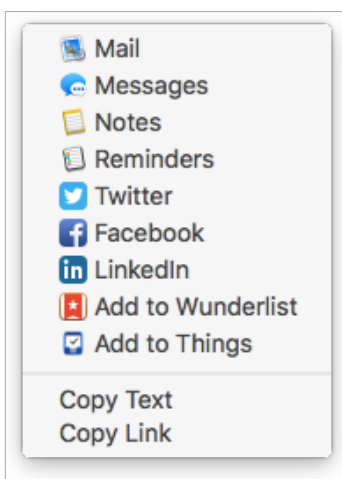 Mail
Messages
Notes
Reminders
Twitter
Facebook
LinkedIn
Add to Wunderlist
Add to Things
Copy Text
Copy Link